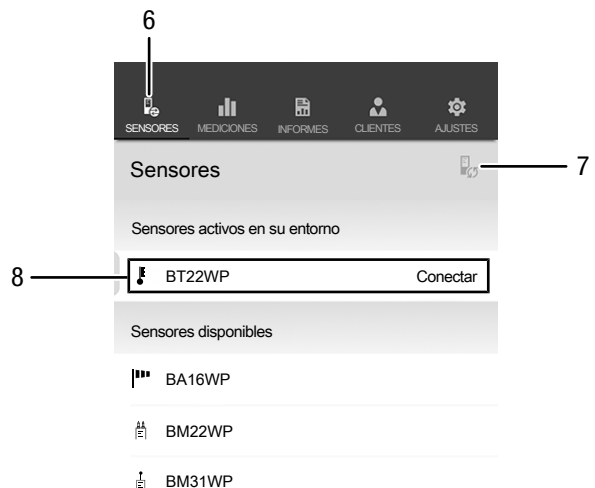 6
SENSORES MEDICIONES INFORMES CLIENTES AJUSTES
Sensores 7
Sensores activos en su entorno
8 BT22WP Conectar
Sensores disponibles
BA16WP
BM22WP
BM31WP